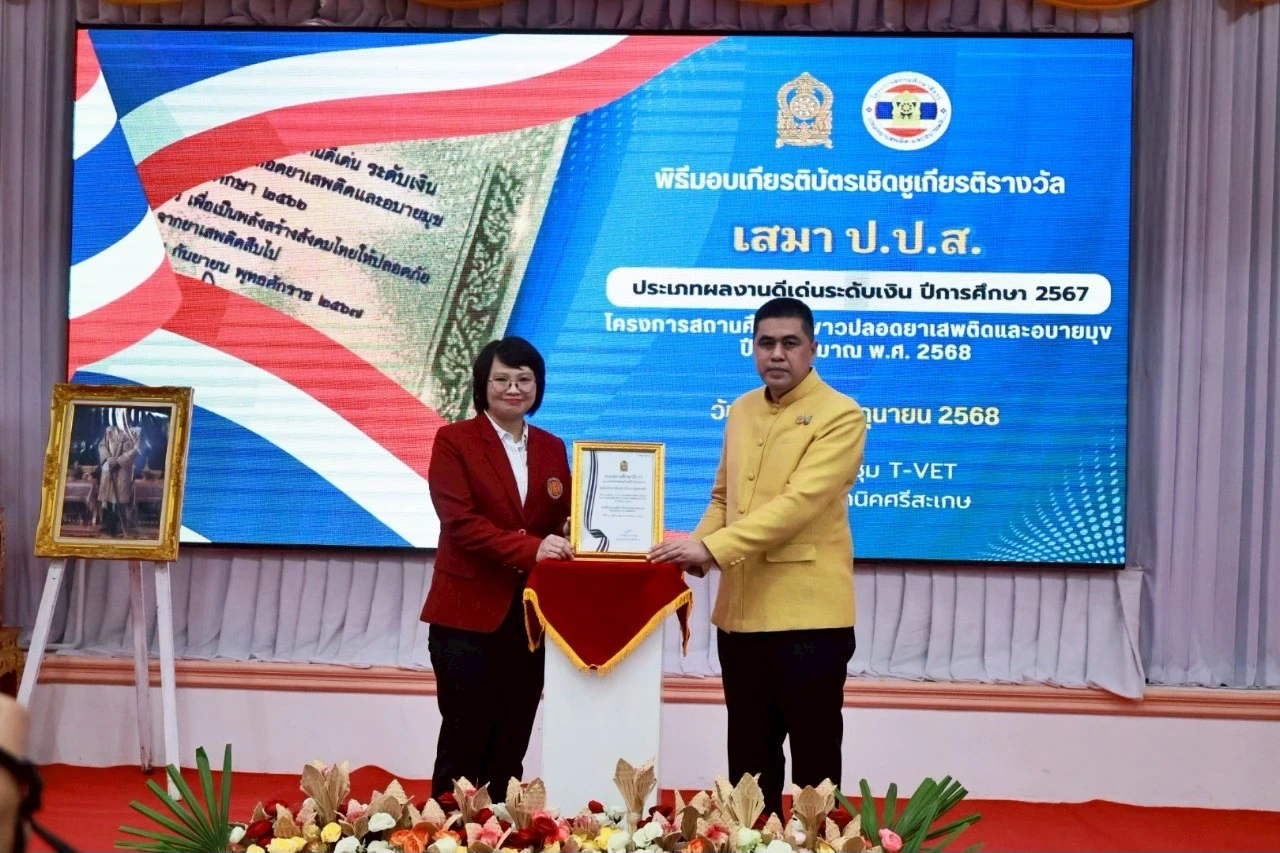 งานดีเด่น ระดับเงิน
ลอดยาเสพติดและอบายมุข
ศึกษา ๒๕๖๖
เพื่อเป็นพลังสร้างสังคมไทยให้ปลอดภัย
จากยาเสพติดสืบไป
กันยายน พุทธศักราช ๒๕๖๗
พิธีมอบเกียรติบัตรเชิดชูเกียรติรางวัล
เสมา ป.ป.ส.
ประเภทผลงานดีเด่นระดับเงิน ปีการศึกษา 2567
โครงการสถานศึ ขาวปลอดยาเสพติดและอบายมุข
ปี มาณ พ.ศ. 2568
วั ถุนายน 2568
ชุม T-VET
คนิคศรีสะเกษ